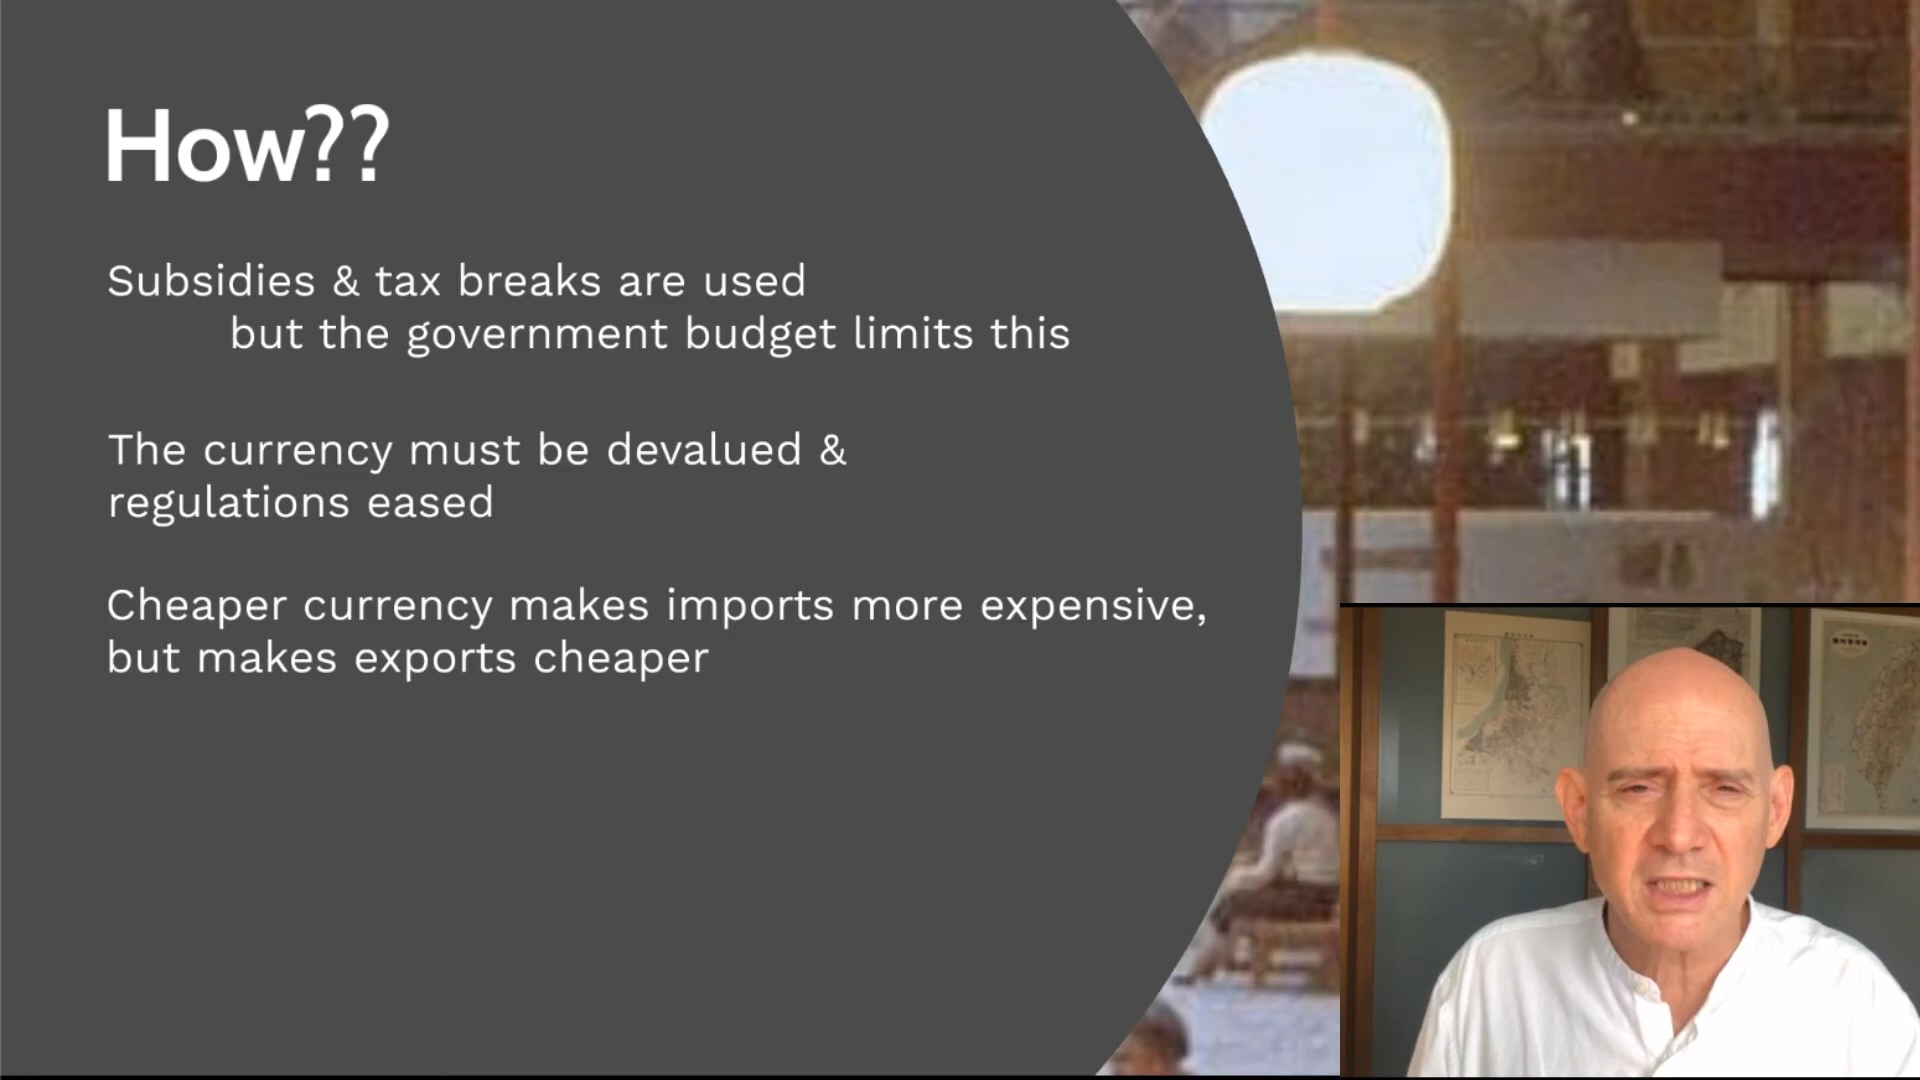 How??
Subsidies & tax breaks are used
but the government budget limits this
The currency must be devalued &
regulations eased
Cheaper currency makes imports more expensive,
but makes exports cheaper